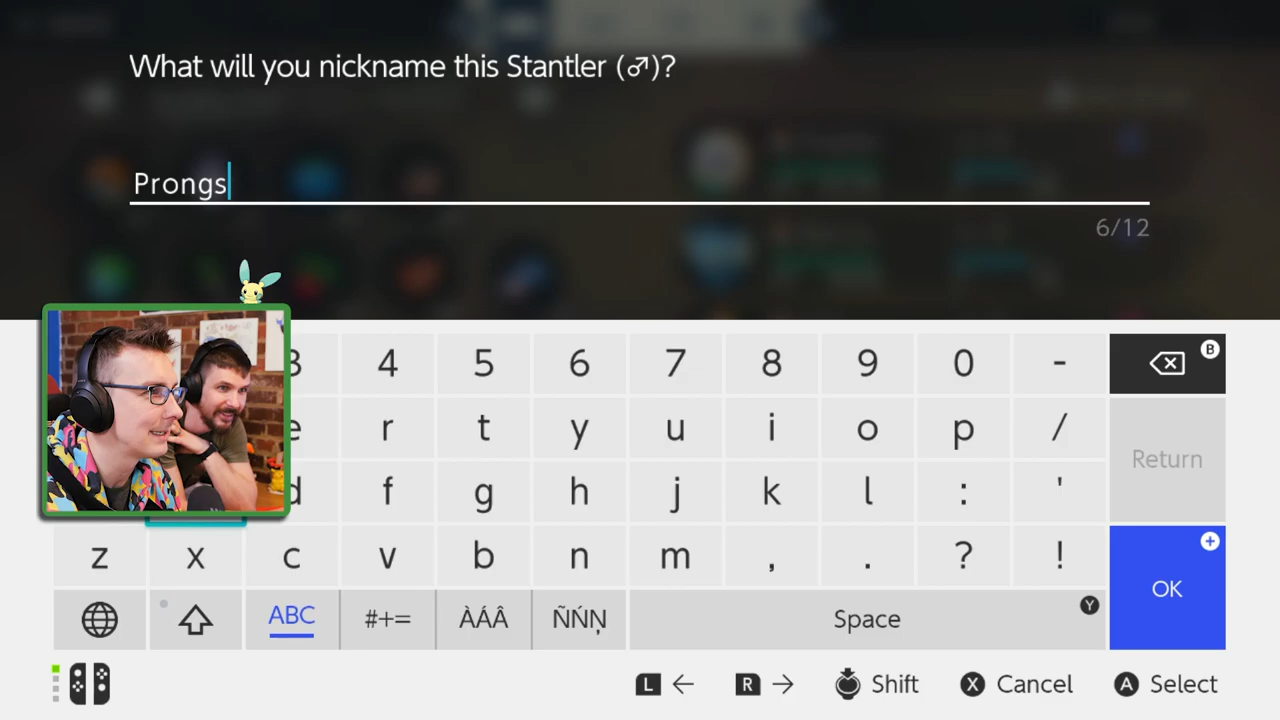 What will you nickname this Stantler (♂)?
Prongs
6/12
3 4 5 6 7 8 9 0 - B
e r t y u i o p / Return
d f g h j k l : '
z x c v b n m , . ? ! + OK
ABC #+= ÀÁÂ ÑŃŅ Space Y
L ← R → Shift X Cancel A Select